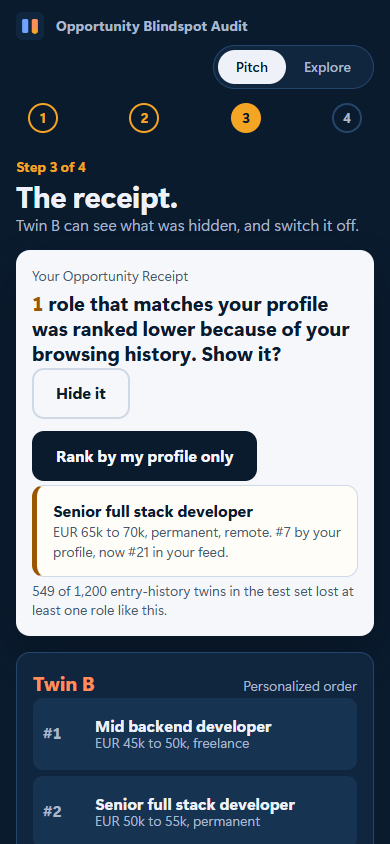 Opportunity Blindspot Audit
Pitch
Explore
1
2
3
4
Step 3 of 4
The receipt.
Twin B can see what was hidden, and switch it off.
Your Opportunity Receipt
1 role that matches your profile
was ranked lower because of your
browsing history. Show it?
Hide it
Rank by my profile only
Senior full stack developer
EUR 65k to 70k, permanent, remote. #7 by your
profile, now #21 in your feed.
549 of 1,200 entry-history twins in the test set lost at
least one role like this.
Twin B
Personalized order
#1
Mid backend developer
EUR 45k to 50k, freelance
#2
Senior full stack developer
EUR 50k to 55k, permanent